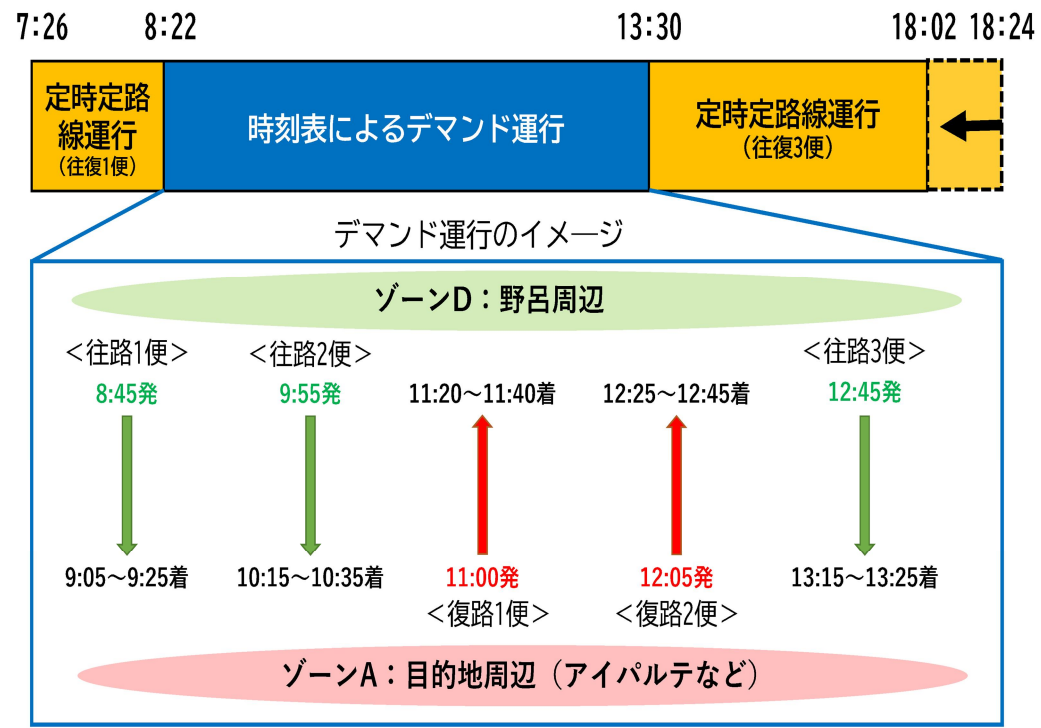 7:26 8:22 13:30 18:02 18:24
定時定路
線運行
(往復1便)
時刻表によるデマンド運行
定時定路線運行
(往復3便)
デマンド運行のイメージ
ゾーンD：野呂周辺
＜往路1便＞ ＜往路2便＞ ＜往路3便＞
8:45発 9:55発 11:20～11:40着 12:25～12:45着 12:45発
9:05～9:25着 10:15～10:35着 11:00発 12:05発 13:15～13:25着
＜復路1便＞ ＜復路2便＞
ゾーンA：目的地周辺（アイパルテなど）